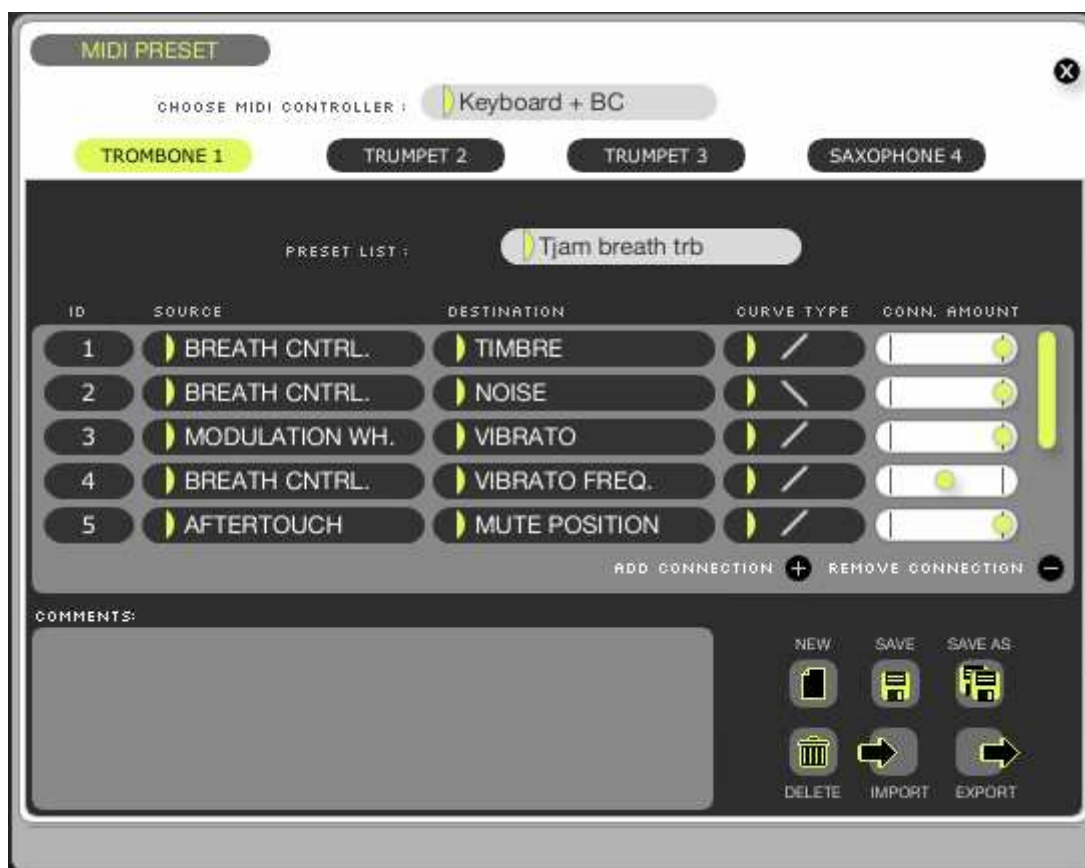 MIDI PRESET
X
CHOOSE MIDI CONTROLLER : Keyboard + BC
TROMBONE 1 TRUMPET 2 TRUMPET 3 SAXOPHONE 4
PRESET LIST : Tjam breath trb
ID SOURCE DESTINATION CURVE TYPE CONN. AMOUNT
1 BREATH CNTRL. TIMBRE
2 BREATH CNTRL. NOISE
3 MODULATION WH. VIBRATO
4 BREATH CNTRL. VIBRATO FREQ.
5 AFTERTOUCH MUTE POSITION
ADD CONNECTION + REMOVE CONNECTION -
COMMENTS:
NEW SAVE SAVE AS
DELETE IMPORT EXPORT